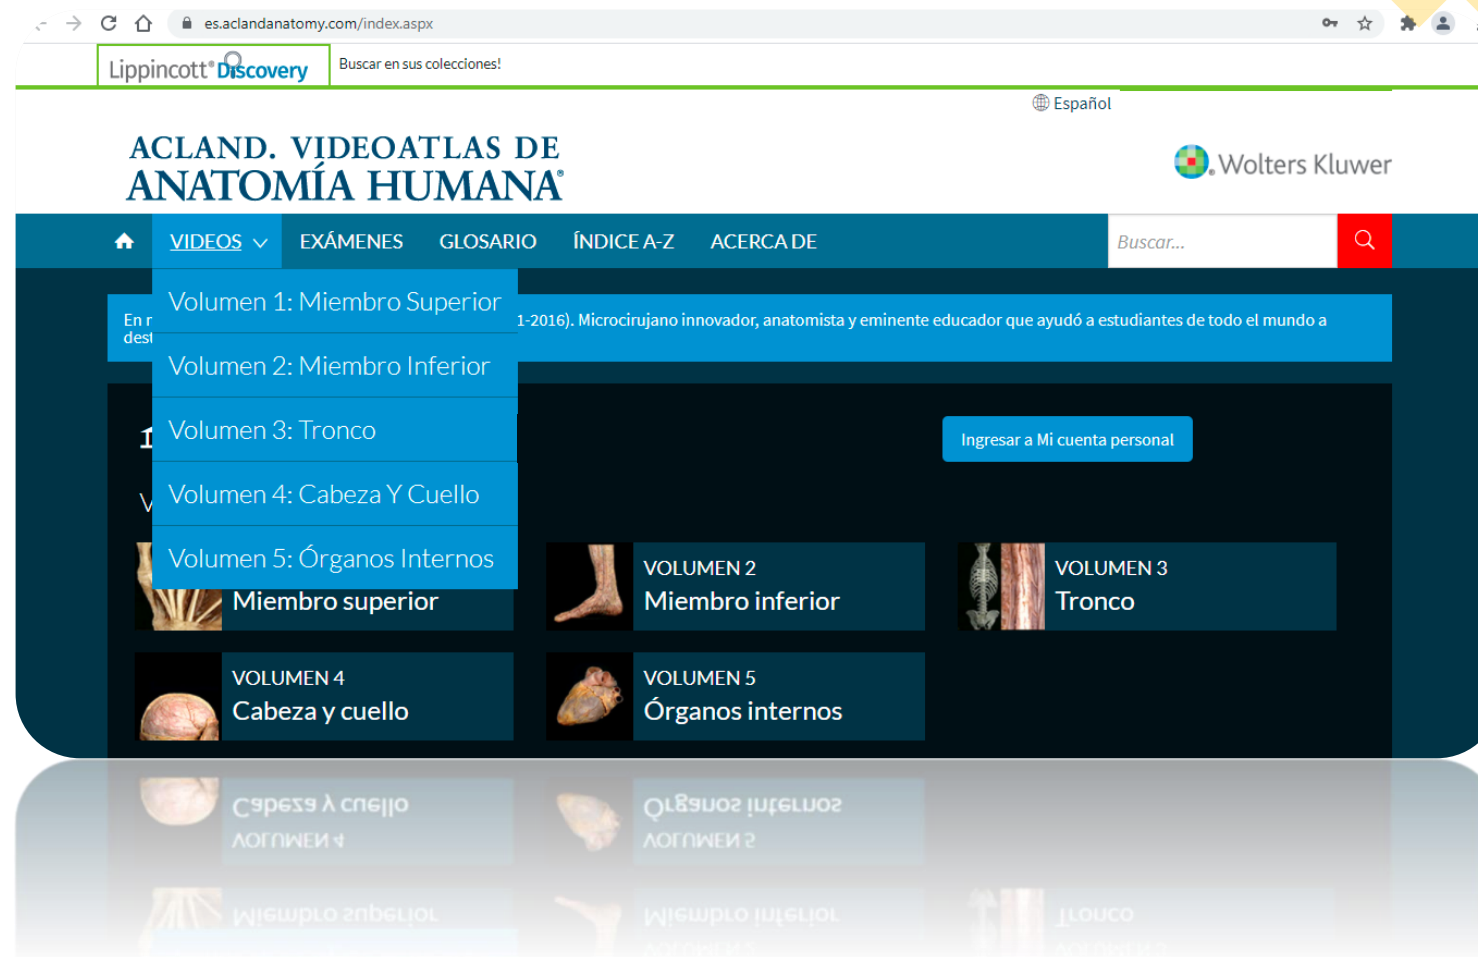 es.aclandanatomy.com/index.aspx
Lippincott® Discovery
Buscar en sus colecciones!
Español
ACLAND. VIDEOATLAS DE
ANATOMÍA HUMANA®
Wolters Kluwer
VIDEOS EXÁMENES GLOSARIO ÍNDICE A-Z ACERCA DE
Buscar...
Volumen 1: Miembro Superior
Volumen 2: Miembro Inferior
Volumen 3: Tronco
Volumen 4: Cabeza Y Cuello
Volumen 5: Órganos Internos
En
1-2016). Microcirujano innovador, anatomista y eminente educador que ayudó a estudiantes de todo el mundo a
Ingresar a Mi cuenta personal
Miembro superior
VOLUMEN 2
Miembro inferior
VOLUMEN 3
Tronco
VOLUMEN 4
Cabeza y cuello
VOLUMEN 5
Órganos internos